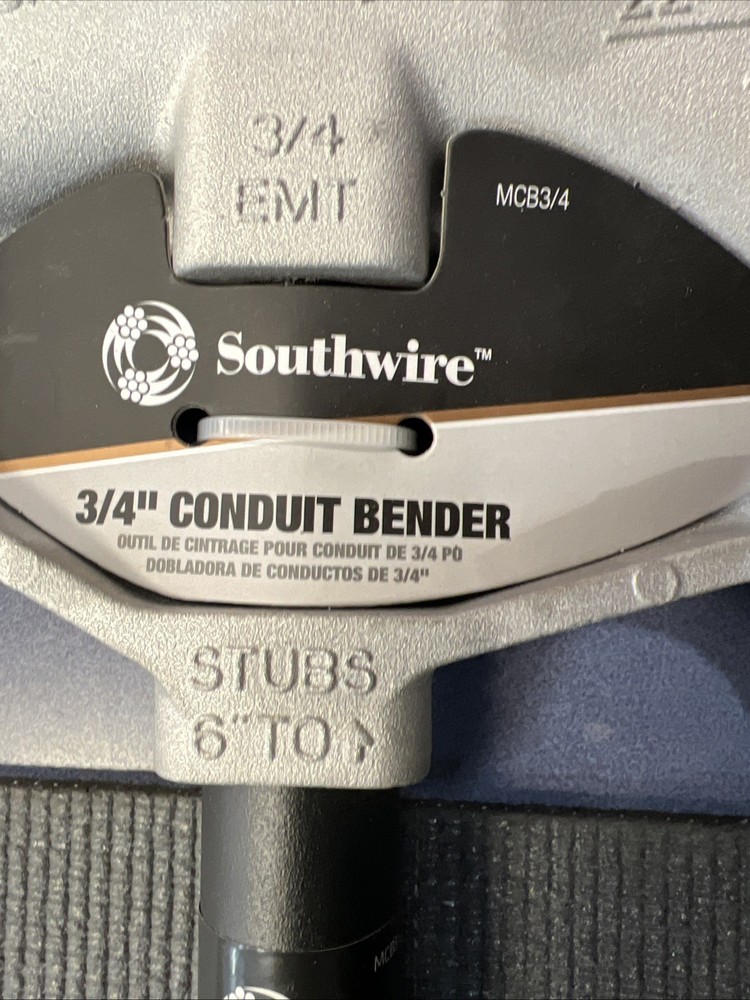 3/4
EMT
MCB3/4
Southwire™
3/4" CONDUIT BENDER
OUTIL DE CINTRAGE POUR CONDUIT DE 3/4 PO
DOBLADORA DE CONDUCTOS DE 3/4"
STUBS
6" TO ↑